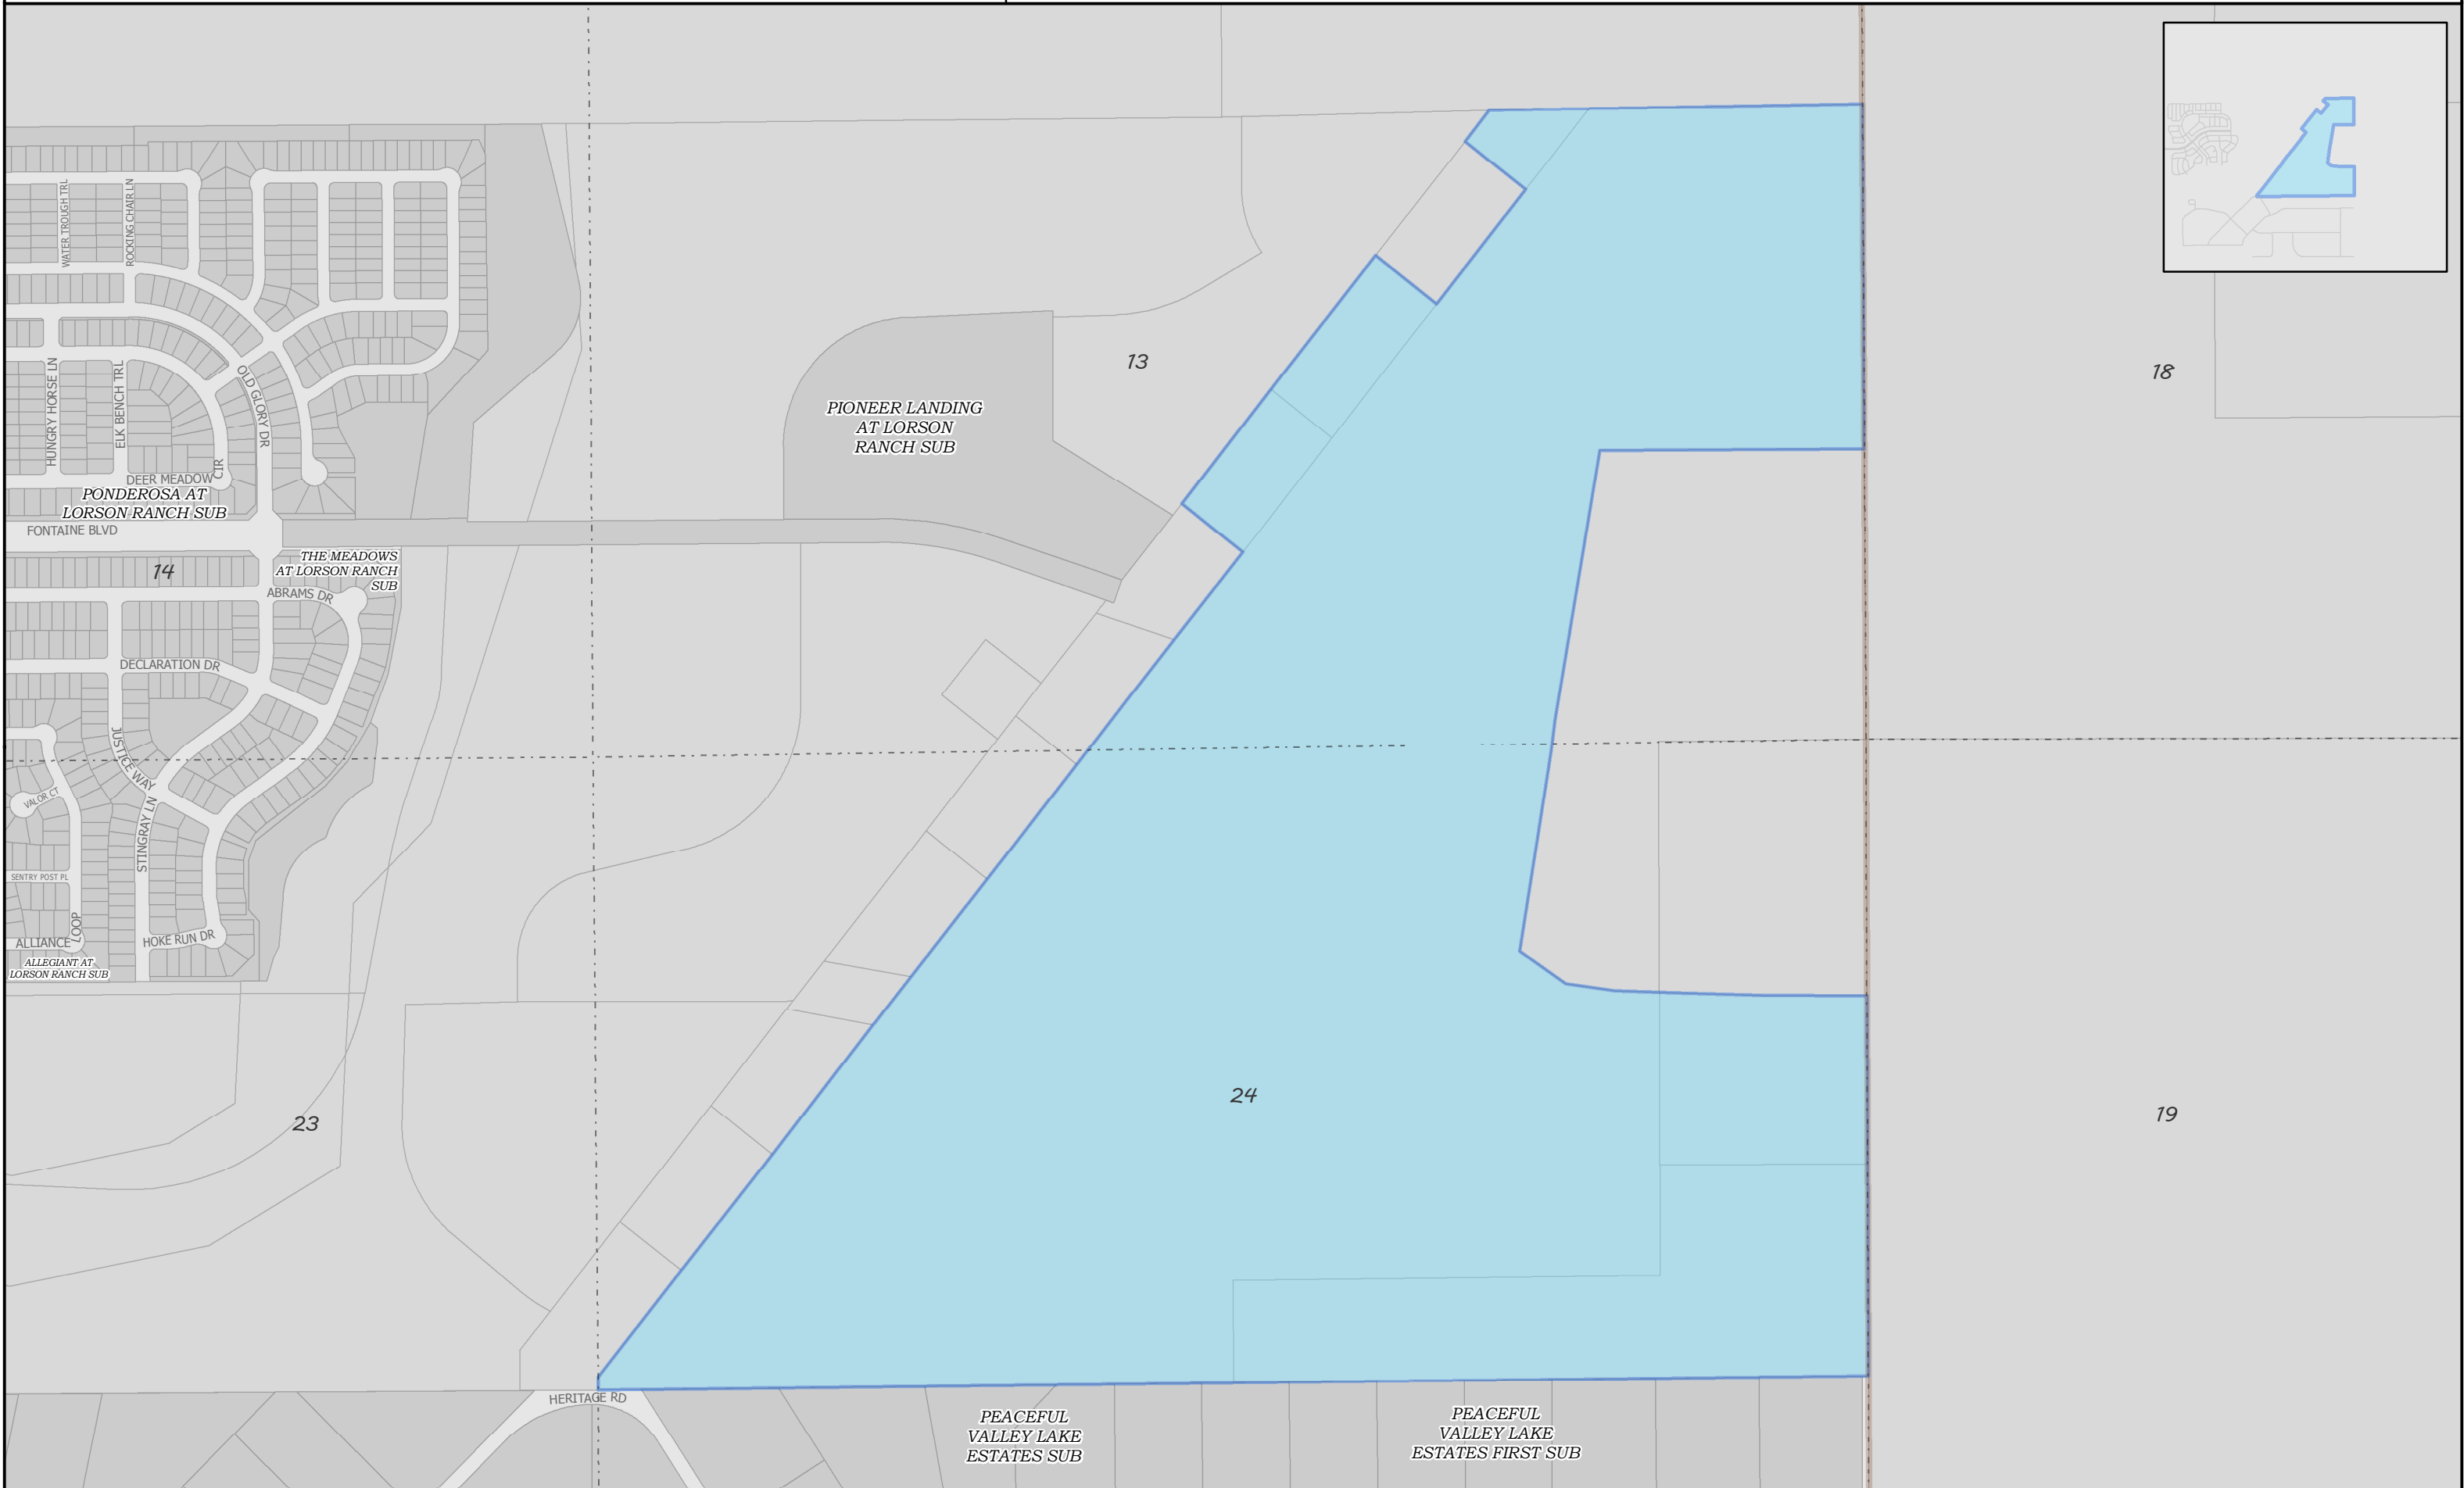 WATER TROUGH TRL
ROCKING CHAIR LN
HUNGRY HORSE LN
ELK BENCH TRL
OLD GLORY DR
DEER MEADOW CIR
PONDEROSA AT
LORSON RANCH SUB
FONTAINE BLVD
PIONEER LANDING
AT LORSON
RANCH SUB
13
18
14
THE MEADOWS
AT LORSON RANCH
SUB
ABRAMS DR
DECLARATION DR
JUSTICE WAY
VALOR CT
STINGRAY LN
SENTRY POST PL
ALLIANCE LOOP
HOKE RUN DR
ALLEGIANT AT
LORSON RANCH SUB
23
24
19
HERITAGE RD
PEACEFUL
VALLEY LAKE
ESTATES SUB
PEACEFUL
VALLEY LAKE
ESTATES FIRST SUB